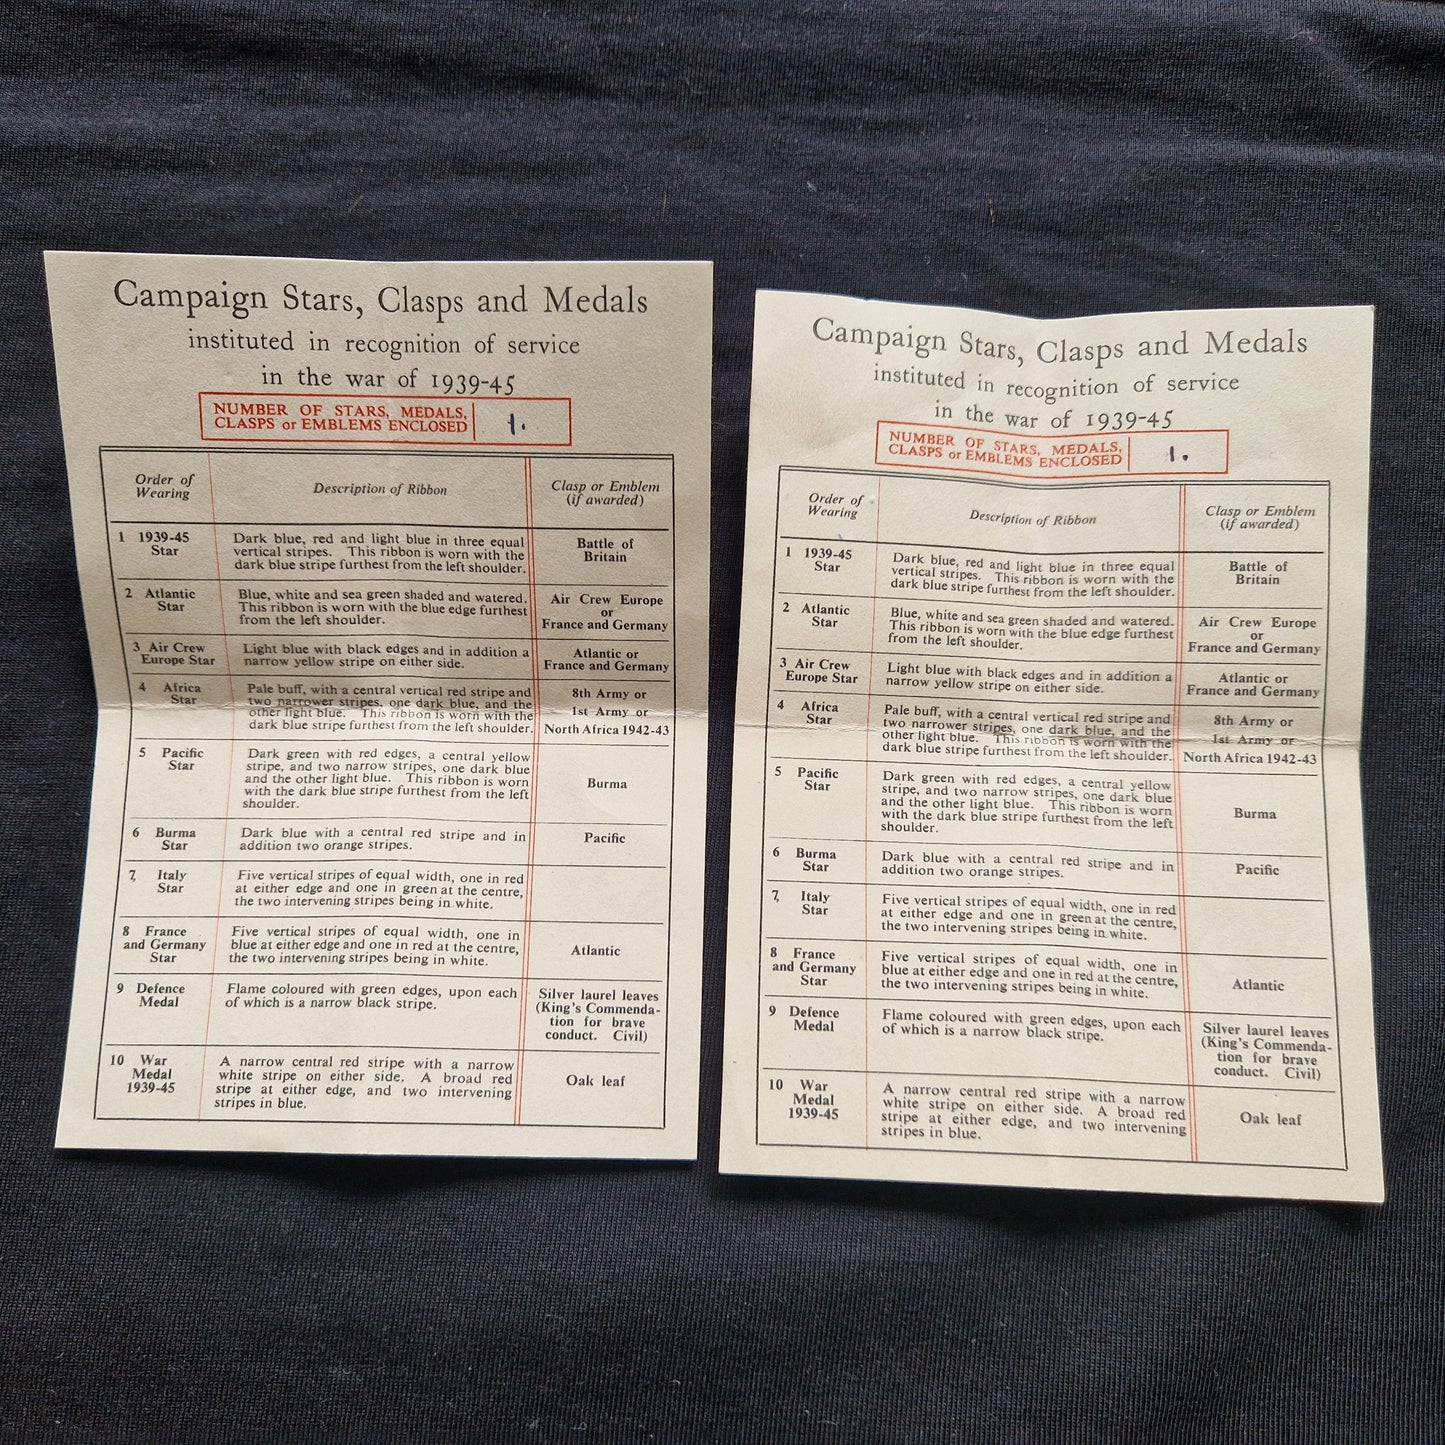 Campaign Stars, Clasps and Medals
instituted in recognition of service
in the war of 1939-45
NUMBER OF STARS, MEDALS,
CLASPS or EMBLEMS ENCLOSED
1.
Order of
Wearing
Description of Ribbon
Clasp or Emblem
(if awarded)
1 1939-45
Star
Dark blue, red and light blue in three equal
vertical stripes. This ribbon is worn with the
dark blue stripe furthest from the left shoulder.
Battle of
Britain
2 Atlantic
Star
Blue, white and sea green shaded and watered.
This ribbon is worn with the blue edge furthest
from the left shoulder.
Air Crew Europe
or
France and Germany
3 Air Crew
Europe Star
Light blue with black edges and in addition a
narrow yellow stripe on either side.
Atlantic or
France and Germany
4 Africa
Star
Pale buff, with a central vertical red stripe and
two narrower stripes, one dark blue, and the
other light blue. This ribbon is worn with the
dark blue stripe furthest from the left shoulder.
8th Army or
1st Army or
North Africa 1942-43
5 Pacific
Star
Dark green with red edges, a central yellow
stripe, and two narrow stripes, one dark blue
and the other light blue. This ribbon is worn
with the dark blue stripe furthest from the left
shoulder.
Burma
6 Burma
Star
Dark blue with a central red stripe and in
addition two orange stripes.
Pacific
7, Italy
Star
Five vertical stripes of equal width, one in red
at either edge and one in green at the centre,
the two intervening stripes being in white.
8 France
and Germany
Star
Five vertical stripes of equal width, one in
blue at either edge and one in red at the centre,
the two intervening stripes being in white.
Atlantic
9 Defence
Medal
Flame coloured with green edges, upon each
of which is a narrow black stripe.
Silver laurel leaves
(King's Commenda-
tion for brave
conduct. Civil)
10 War
Medal
1939-45
A narrow central red stripe with a narrow
white stripe on either side. A broad red
stripe at either edge, and two intervening
stripes in blue.
Oak leaf
Campaign Stars, Clasps and Medals
instituted in recognition of service
in the war of 1939-45
NUMBER OF STARS, MEDALS,
CLASPS or EMBLEMS ENCLOSED
1.
Order of
Wearing
Description of Ribbon
Clasp or Emblem
(if awarded)
1 1939-45
Star
Dark blue, red and light blue in three equal
vertical stripes. This ribbon is worn with the
dark blue stripe furthest from the left shoulder.
Battle of
Britain
2 Atlantic
Star
Blue, white and sea green shaded and watered.
This ribbon is worn with the blue edge furthest
from the left shoulder.
Air Crew Europe
or
France and Germany
3 Air Crew
Europe Star
Light blue with black edges and in addition a
narrow yellow stripe on either side.
Atlantic or
France and Germany
4 Africa
Star
Pale buff, with a central vertical red stripe and
two narrower stripes, one dark blue, and the
other light blue. This ribbon is worn with the
dark blue stripe furthest from the left shoulder.
8th Army or
1st Army or
North Africa 1942-43
5 Pacific
Star
Dark green with red edges, a central yellow
stripe, and two narrow stripes, one dark blue
and the other light blue. This ribbon is worn
with the dark blue stripe furthest from the left
shoulder.
Burma
6 Burma
Star
Dark blue with a central red stripe and in
addition two orange stripes.
Pacific
7, Italy
Star
Five vertical stripes of equal width, one in red
at either edge and one in green at the centre,
the two intervening stripes being in white.
8 France
and Germany
Star
Five vertical stripes of equal width, one in
blue at either edge and one in red at the centre,
the two intervening stripes being in white.
Atlantic
9 Defence
Medal
Flame coloured with green edges, upon each
of which is a narrow black stripe.
Silver laurel leaves
(King's Commenda-
tion for brave
conduct. Civil)
10 War
Medal
1939-45
A narrow central red stripe with a narrow
white stripe on either side. A broad red
stripe at either edge, and two intervening
stripes in blue.
Oak leaf